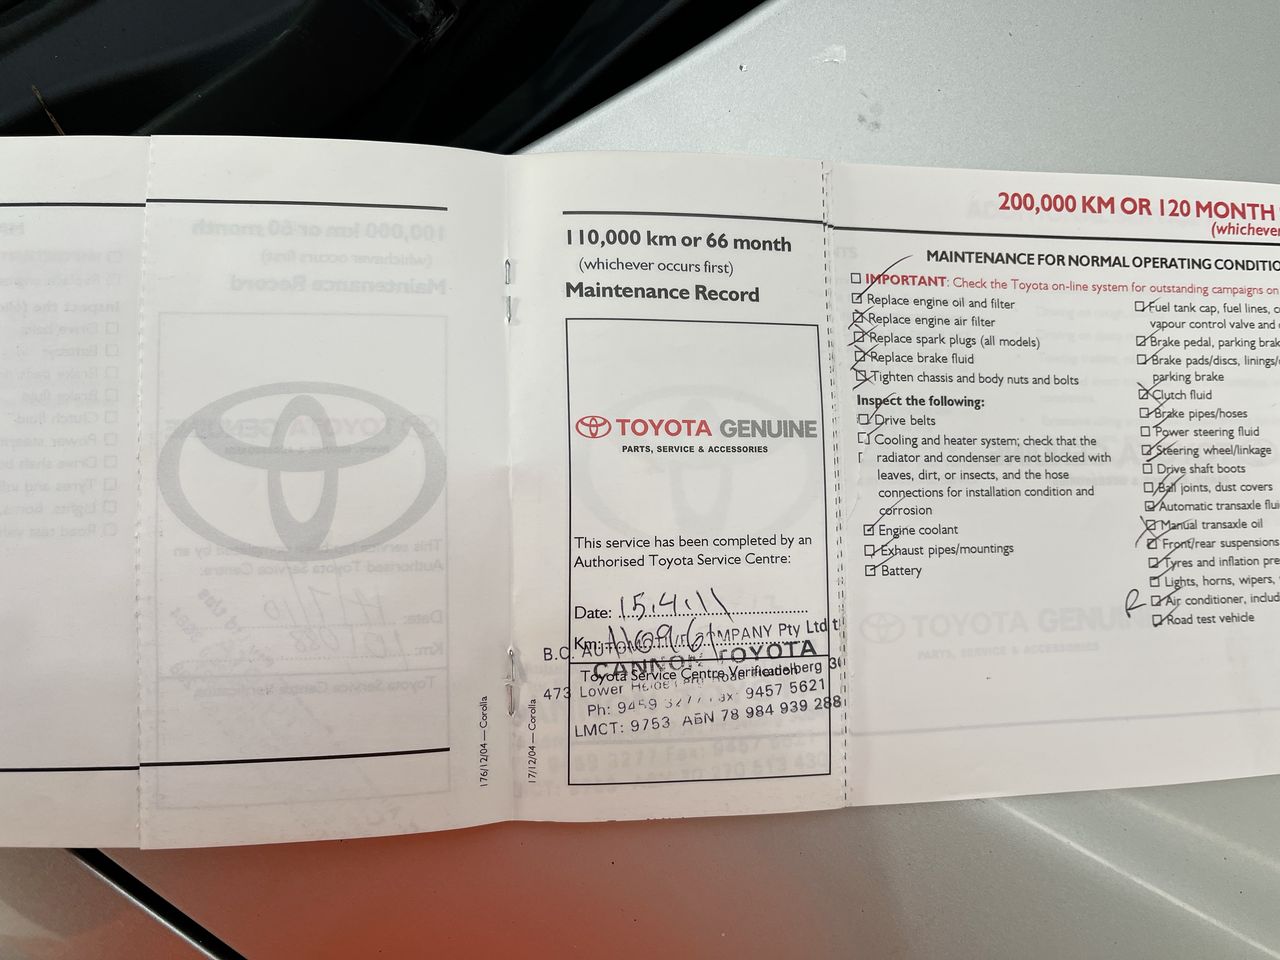 110,000 km or 66 month
(whichever occurs first)
Maintenance Record
TOYOTA GENUINE
PARTS, SERVICE & ACCESSORIES
This service has been completed by an
Authorised Toyota Service Centre:
Date: 15.4.11
Km:
B.C. AUTOMOTIVE COMPANY Pty Ltd t
CANNON TOYOTA
Toyota Service Centre Verification
473 Lower Heidelberg 30
Ph: 9459 3277 Fax: 9457 5621
LMCT: 9753 ABN 78 984 939 288
176/12/04 — Corolla
17/12/04 — Corolla
200,000 KM OR 120 MONTH
(whichever
MAINTENANCE FOR NORMAL OPERATING CONDITIO
IMPORTANT: Check the Toyota on-line system for outstanding campaigns on
Replace engine oil and filter
Replace engine air filter
Replace spark plugs (all models)
Replace brake fluid
Tighten chassis and body nuts and bolts
Inspect the following:
Drive belts
Cooling and heater system; check that the
radiator and condenser are not blocked with
leaves, dirt, or insects, and the hose
connections for installation condition and
corrosion
Engine coolant
Exhaust pipes/mountings
Battery
Fuel tank cap, fuel lines, c
vapour control valve and
Brake pedal, parking brak
Brake pads/discs, linings/
parking brake
Clutch fluid
Brake pipes/hoses
Power steering fluid
Steering wheel/linkage
Drive shaft boots
Ball joints, dust covers
Automatic transaxle flui
Manual transaxle oil
Front/rear suspensions
Tyres and inflation pre
Lights, horns, wipers,
R Air conditioner, includ
Road test vehicle